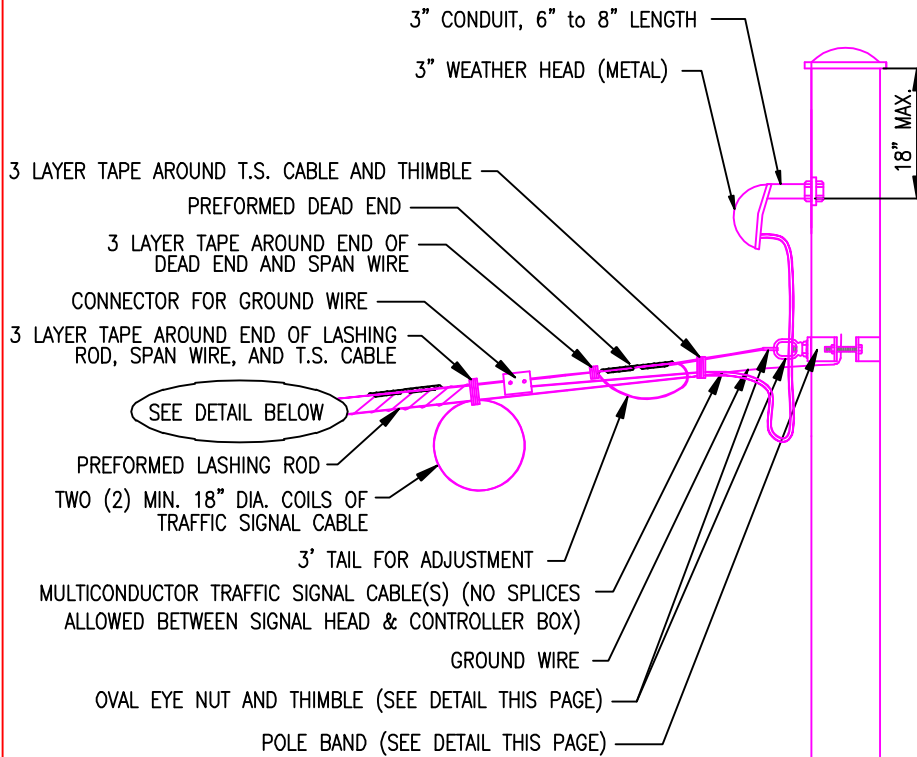 3” CONDUIT, 6” to 8” LENGTH
3” WEATHER HEAD (METAL)
18” MAX.
3 LAYER TAPE AROUND T.S. CABLE AND THIMBLE
PREFORMED DEAD END
3 LAYER TAPE AROUND END OF
DEAD END AND SPAN WIRE
CONNECTOR FOR GROUND WIRE
3 LAYER TAPE AROUND END OF LASHING
ROD, SPAN WIRE, AND T.S. CABLE
SEE DETAIL BELOW
PREFORMED LASHING ROD
TWO (2) MIN. 18” DIA. COILS OF
TRAFFIC SIGNAL CABLE
3’ TAIL FOR ADJUSTMENT
MULTICONDUCTOR TRAFFIC SIGNAL CABLE(S) (NO SPLICES
ALLOWED BETWEEN SIGNAL HEAD & CONTROLLER BOX)
GROUND WIRE
OVAL EYE NUT AND THIMBLE (SEE DETAIL THIS PAGE)
POLE BAND (SEE DETAIL THIS PAGE)